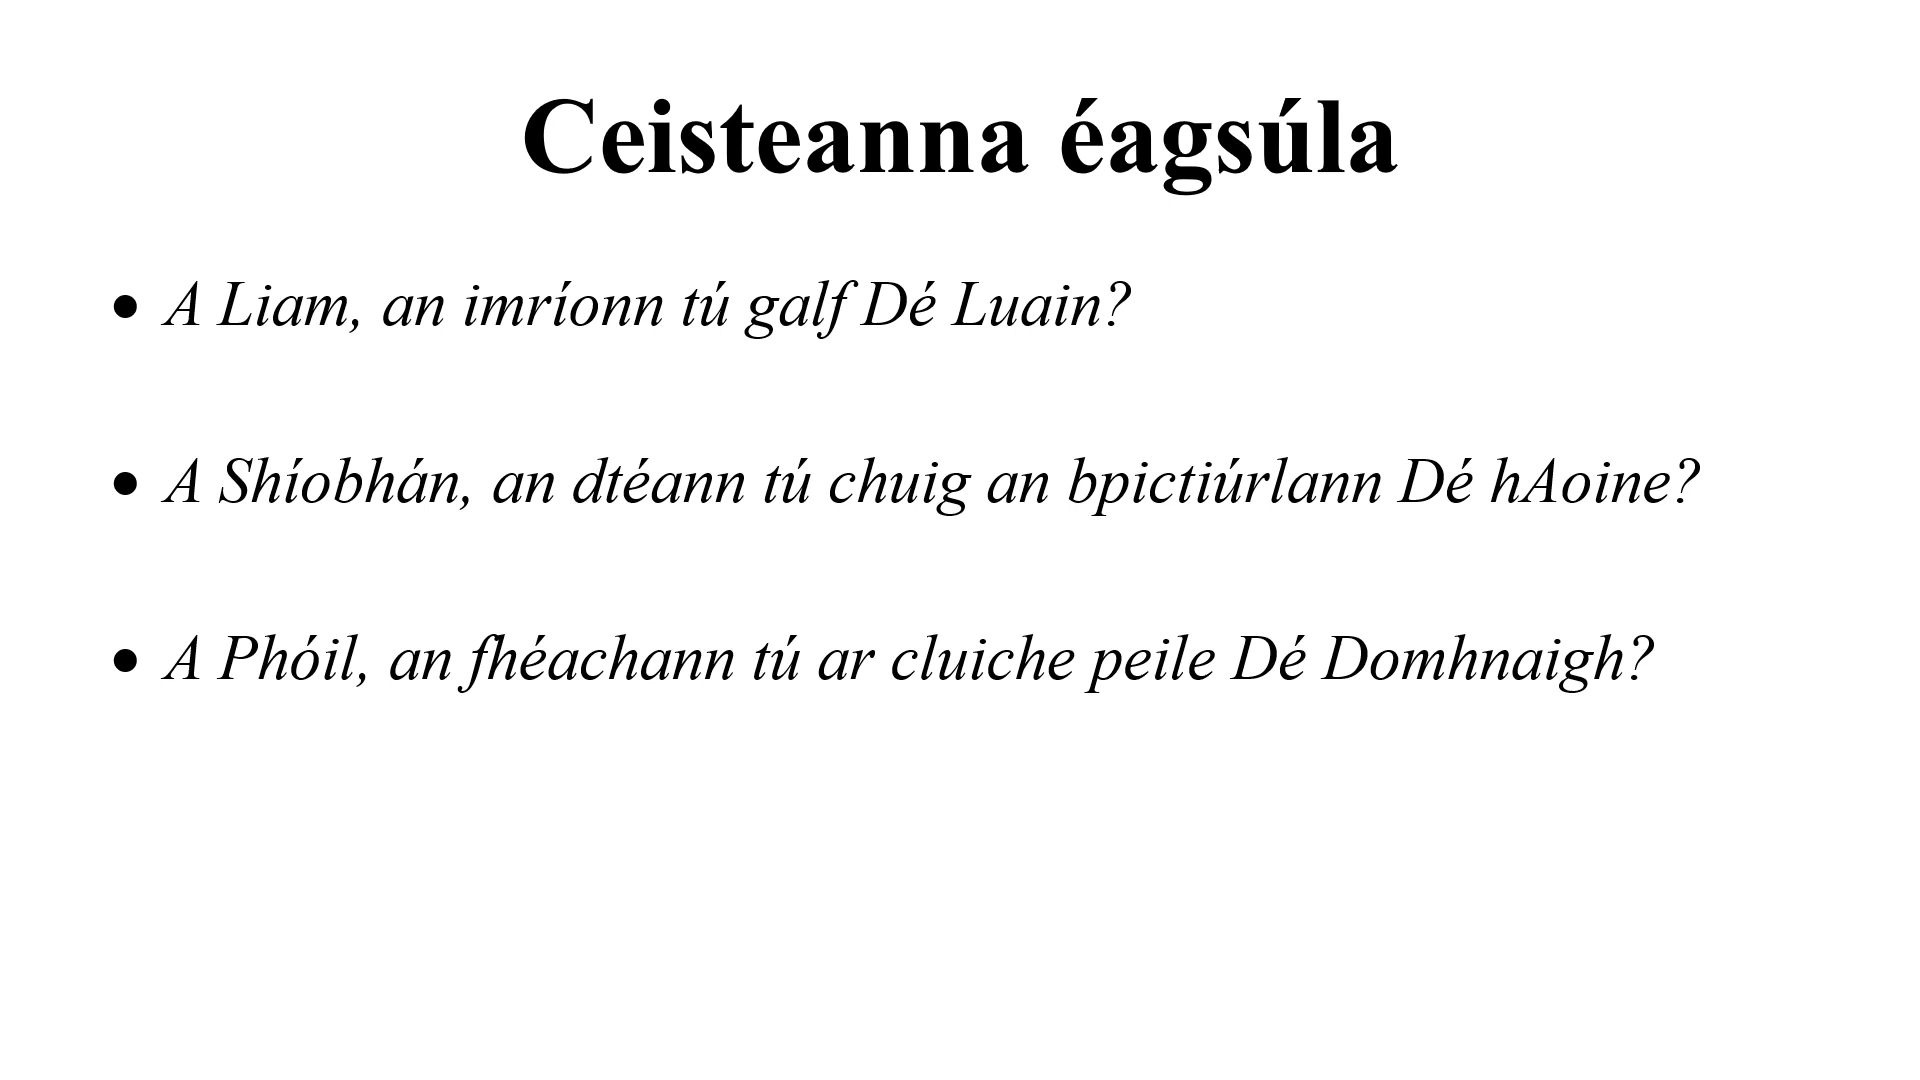 Ceisteanna éagsúla
• A Liam, an imríonn tú galf Dé Luain?
• A Shíobhán, an dtéann tú chuig an bpictiúrlann Dé hAoine?
• A Phóil, an fhéachann tú ar cluiche peile Dé Domhnaigh?